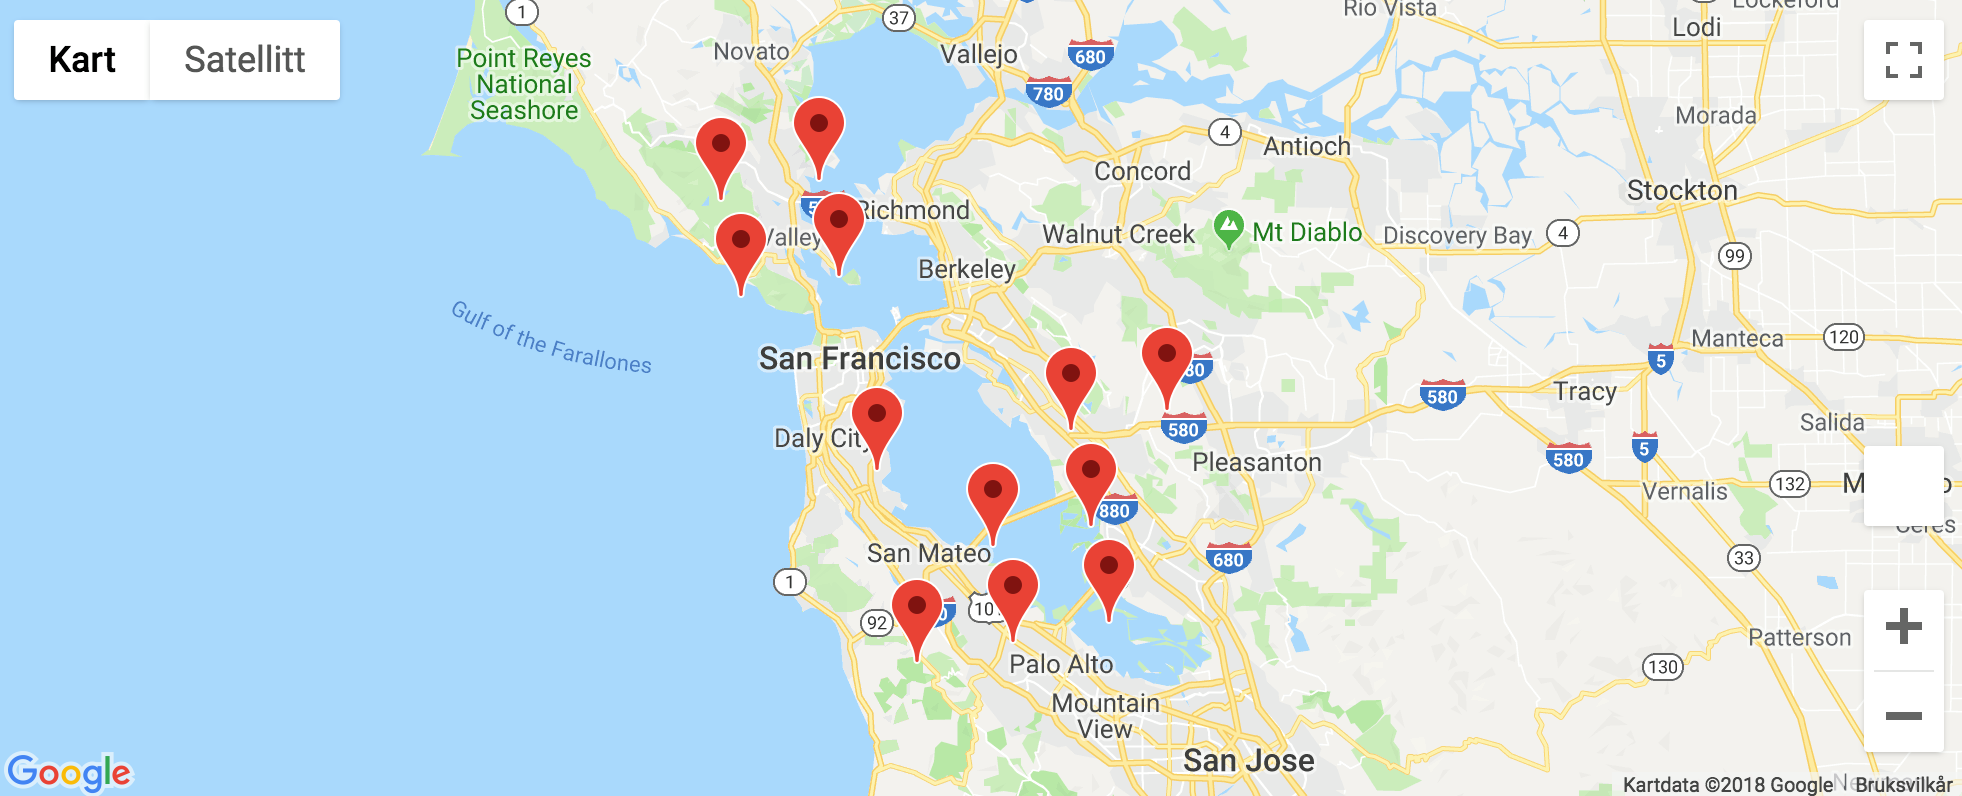 Kart
Satellitt
1
37
Rio Vista
Lodi
Novato
Vallejo
680
Point Reyes
National
Seashore
780
Morada
4
Antioch
Concord
Stockton
Richmond
Valley
Walnut Creek
Mt Diablo
Discovery Bay
4
99
Berkeley
Gulf of the Farallones
San Francisco
Manteca
120
5
580
Tracy
580
Salida
Daly City
5
580
Pleasanton
132
Vernalis
880
Ceres
San Mateo
680
33
1
92
101
Patterson
130
Palo Alto
Mountain
View
San Jose
Google
Kartdata ©2018 Google
Bruksvilkår